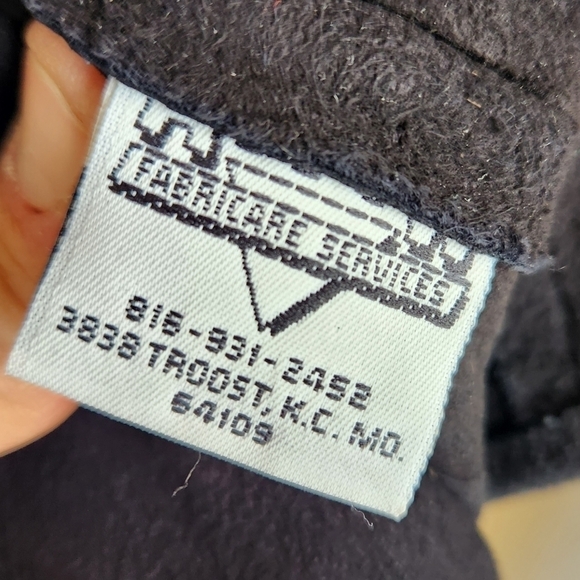 FABRICARE SERVICES
816-931-2492
3838 TROOST, K.C. MO.
64109